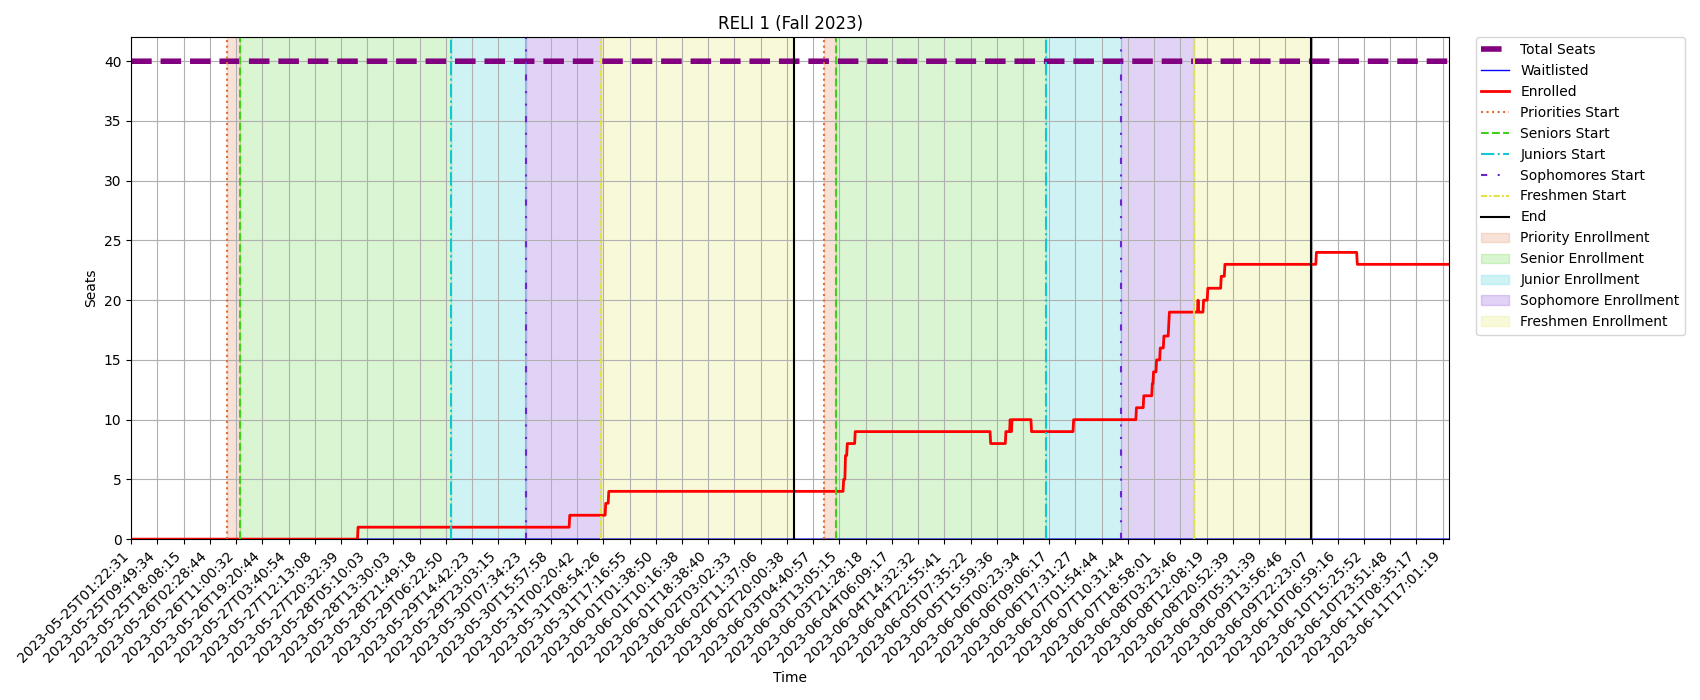 RELI 1 (Fall 2023)
Total Seats
Waitlisted
Enrolled
Priorities Start
Seniors Start
Juniors Start
Sophomores Start
Freshmen Start
End
Priority Enrollment
Senior Enrollment
Junior Enrollment
Sophomore Enrollment
Freshmen Enrollment
Seats
40
35
30
25
20
15
10
5
0
2023-05-25T01:22:31
2023-05-25T09:49:34
2023-05-25T18:08:15
2023-05-26T02:28:44
2023-05-26T11:00:32
2023-05-26T19:20:44
2023-05-27T03:40:54
2023-05-27T12:13:08
2023-05-27T20:32:39
2023-05-28T05:10:03
2023-05-28T13:30:03
2023-05-28T21:49:18
2023-05-29T06:22:50
2023-05-29T14:42:23
2023-05-29T23:03:15
2023-05-30T07:34:23
2023-05-30T15:57:58
2023-05-31T00:20:42
2023-05-31T08:54:26
2023-05-31T17:16:55
2023-06-01T01:38:50
2023-06-01T10:16:38
2023-06-01T18:38:40
2023-06-02T03:02:33
2023-06-02T11:37:06
2023-06-02T20:00:38
2023-06-03T04:40:57
2023-06-03T13:05:15
2023-06-03T21:28:18
2023-06-04T06:09:17
2023-06-04T14:32:32
2023-06-04T22:55:41
2023-06-05T07:35:22
2023-06-05T15:59:36
2023-06-06T00:23:34
2023-06-06T09:06:17
2023-06-06T17:31:27
2023-06-07T01:54:44
2023-06-07T10:31:44
2023-06-07T18:58:01
2023-06-08T03:23:46
2023-06-08T12:08:19
2023-06-08T20:52:39
2023-06-09T05:31:39
2023-06-09T13:56:46
2023-06-09T22:23:07
2023-06-10T06:59:16
2023-06-10T15:25:52
2023-06-10T23:51:48
2023-06-11T08:35:17
2023-06-11T17:01:19
Time